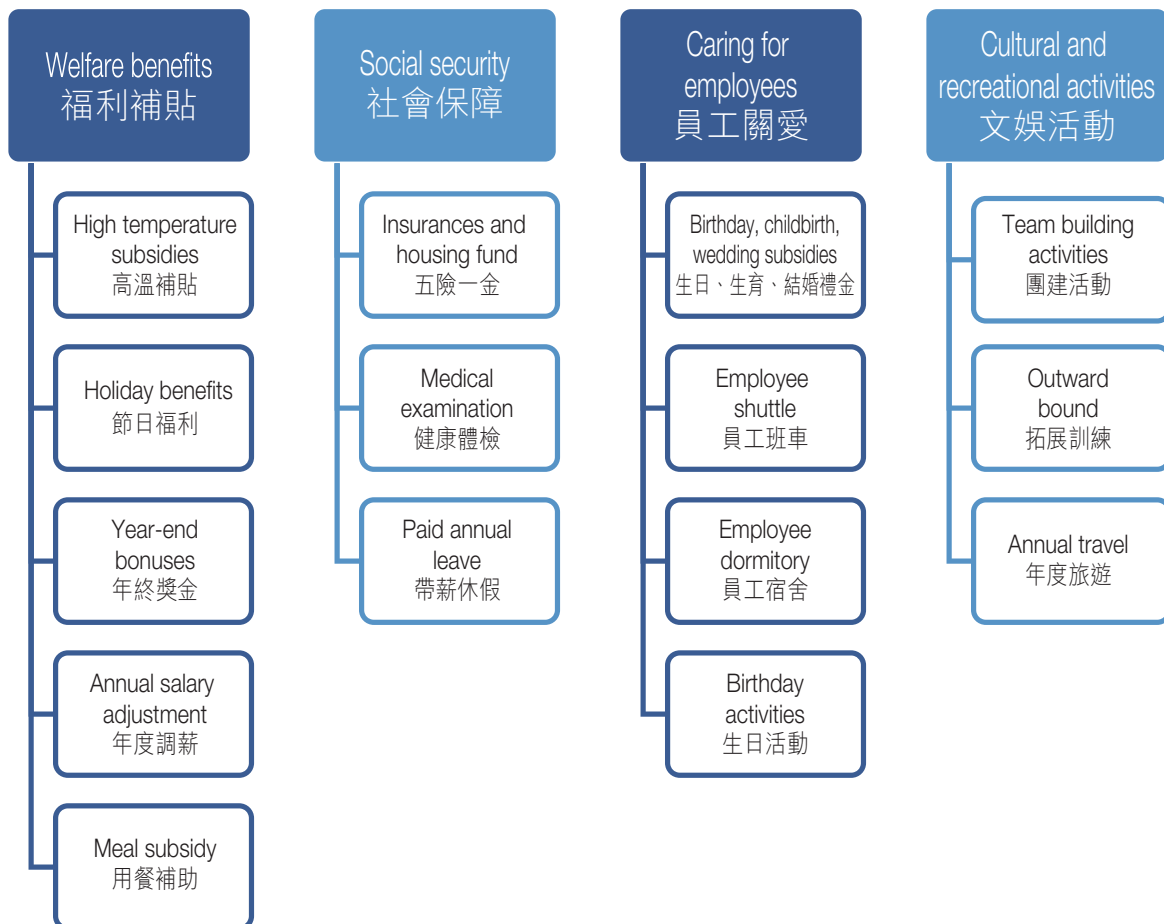 Welfare benefits
福利補貼
High temperature
subsidies
高溫補貼
Holiday benefits
節日福利
Year-end
bonuses
年終獎金
Annual salary
adjustment
年度調薪
Meal subsidy
用餐補助
Social security
社會保障
Insurances and
housing fund
五險一金
Medical
examination
健康體檢
Paid annual
leave
帶薪休假
Caring for
employees
員工關愛
Birthday, childbirth,
wedding subsidies
生日、生育、結婚禮金
Employee
shuttle
員工班車
Employee
dormitory
員工宿舍
Birthday
activities
生日活動
Cultural and
recreational activities
文娛活動
Team building
activities
團建活動
Outward
bound
拓展訓練
Annual travel
年度旅遊